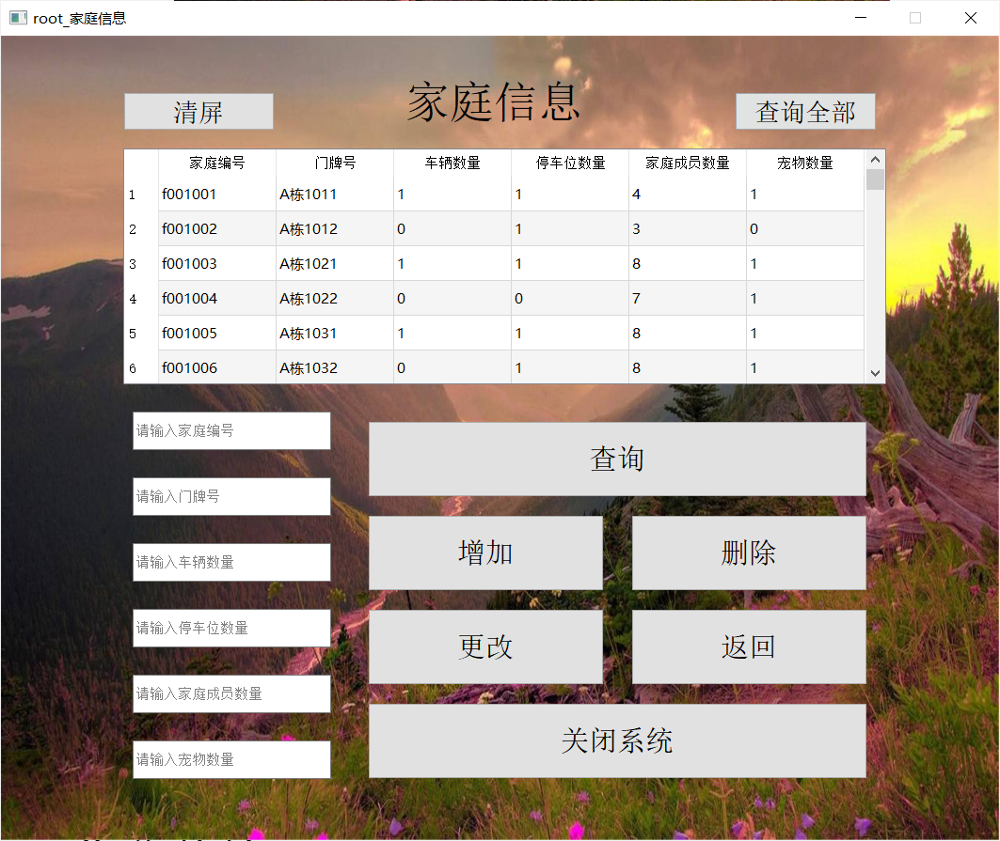 root_家庭信息
清屏
家庭信息
查询全部
家庭编号 门牌号 车辆数量 停车位数量 家庭成员数量 宠物数量
1 f001001 A栋1011 1 1 4 1
2 f001002 A栋1012 0 1 3 0
3 f001003 A栋1021 1 1 8 1
4 f001004 A栋1022 0 0 7 1
5 f001005 A栋1031 1 1 8 1
6 f001006 A栋1032 0 1 8 1
请输入家庭编号
请输入门牌号
请输入车辆数量
请输入停车位数量
请输入家庭成员数量
请输入宠物数量
查询
增加 删除
更改 返回
关闭系统